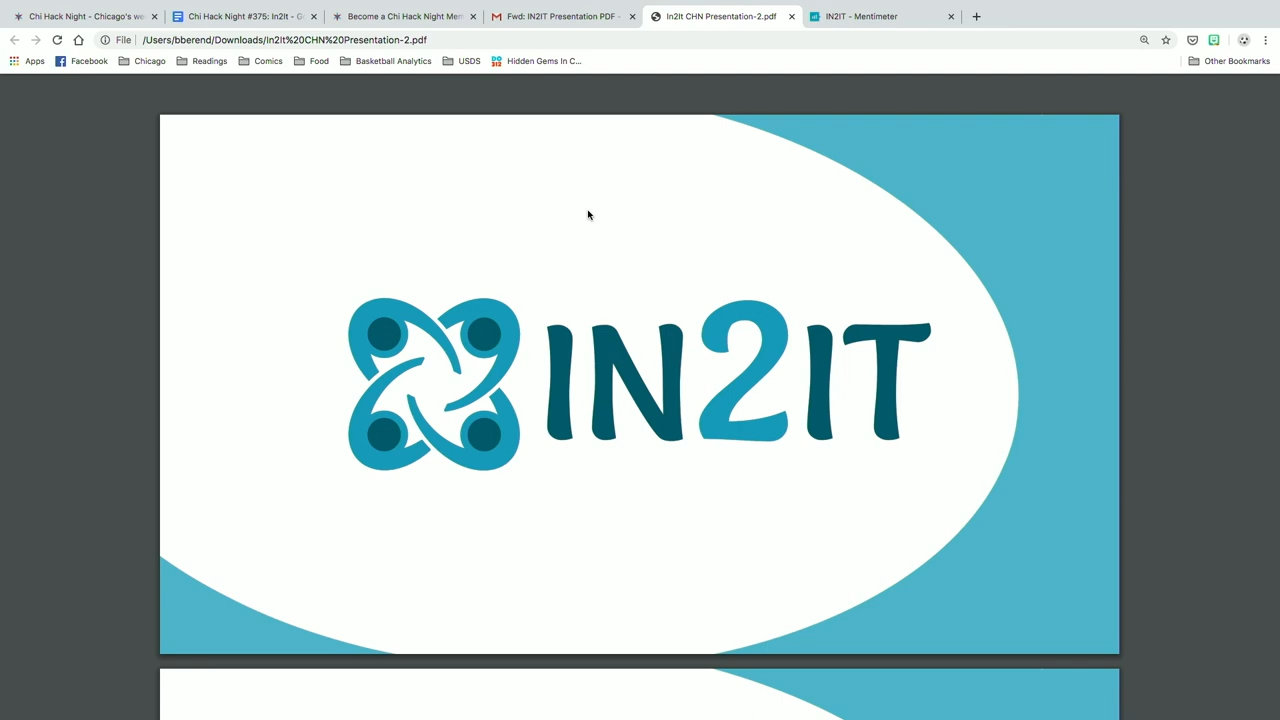 Chi Hack Night - Chicago's we
Chi Hack Night #375: In2It - G
Become a Chi Hack Night Mem
Fwd: IN2IT Presentation PDF -
In2It CHN Presentation-2.pdf
IN2IT - Mentimeter
File
/Users/bberend/Downloads/In2It%20CHN%20Presentation-2.pdf
Apps
Facebook
Chicago
Readings
Comics
Food
Basketball Analytics
USDS
DO
312
Hidden Gems In C...
Other Bookmarks
IN2IT